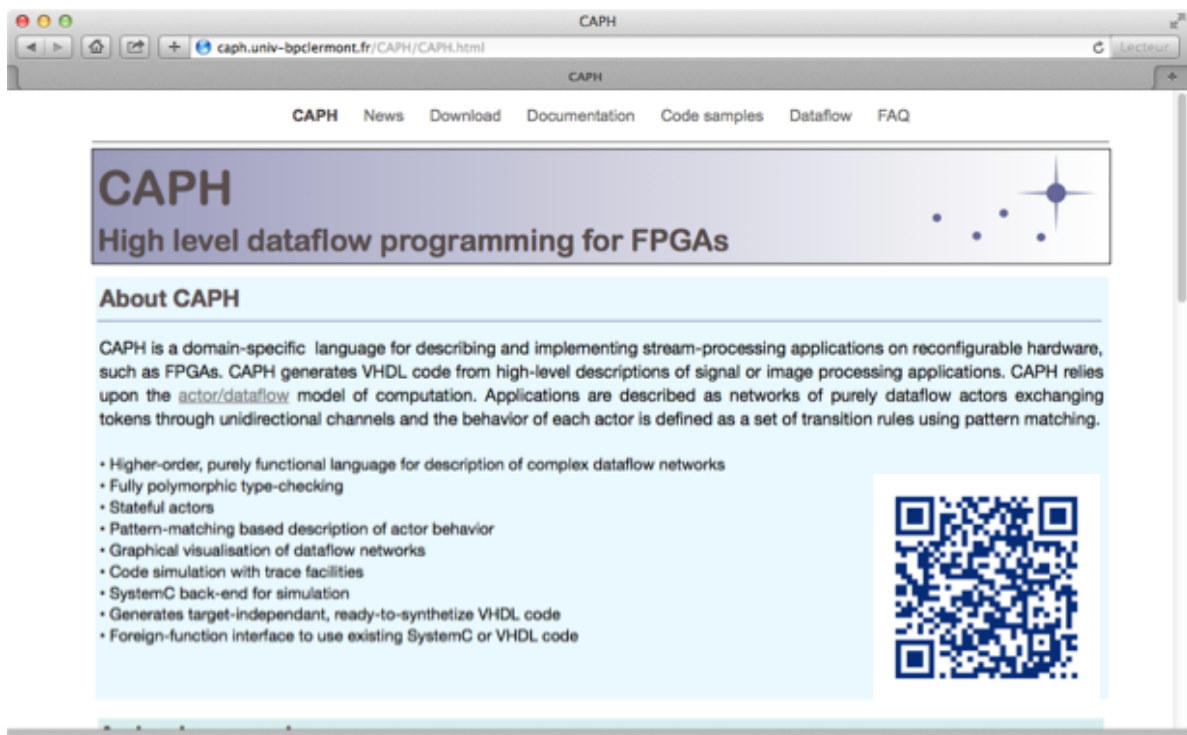 CAPH
caph.univ-bpclermont.fr/CAPH/CAPH.html
Lecteur
CAPH
CAPH News Download Documentation Code samples Dataflow FAQ
CAPH
High level dataflow programming for FPGAs
About CAPH
CAPH is a domain-specific language for describing and implementing stream-processing applications on reconfigurable hardware,
such as FPGAs. CAPH generates VHDL code from high-level descriptions of signal or image processing applications. CAPH relies
upon the actor/dataflow model of computation. Applications are described as networks of purely dataflow actors exchanging
tokens through unidirectional channels and the behavior of each actor is defined as a set of transition rules using pattern matching.
• Higher-order, purely functional language for description of complex dataflow networks
• Fully polymorphic type-checking
• Stateful actors
• Pattern-matching based description of actor behavior
• Graphical visualisation of dataflow networks
• Code simulation with trace facilities
• SystemC back-end for simulation
• Generates target-independant, ready-to-synthetize VHDL code
• Foreign-function interface to use existing SystemC or VHDL code